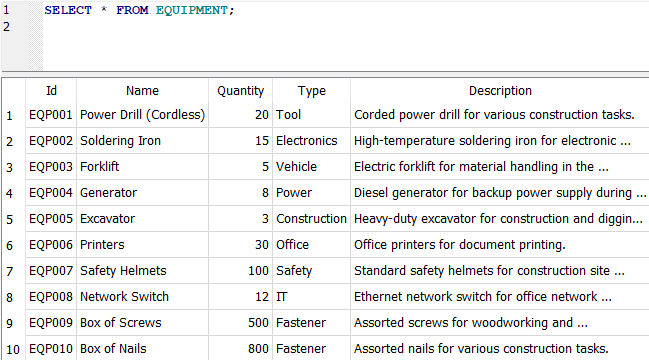 1 SELECT * FROM EQUIPMENT;
2
Id Name Quantity Type Description
1 EQP001 Power Drill (Cordless) 20 Tool Corded power drill for various construction tasks.
2 EQP002 Soldering Iron 15 Electronics High-temperature soldering iron for electronic ...
3 EQP003 Forklift 5 Vehicle Electric forklift for material handling in the ...
4 EQP004 Generator 8 Power Diesel generator for backup power supply during ...
5 EQP005 Excavator 3 Construction Heavy-duty excavator for construction and diggin...
6 EQP006 Printers 30 Office Office printers for document printing.
7 EQP007 Safety Helmets 100 Safety Standard safety helmets for construction site ...
8 EQP008 Network Switch 12 IT Ethernet network switch for office network ...
9 EQP009 Box of Screws 500 Fastener Assorted screws for woodworking and ...
10 EQP010 Box of Nails 800 Fastener Assorted nails for various construction tasks.